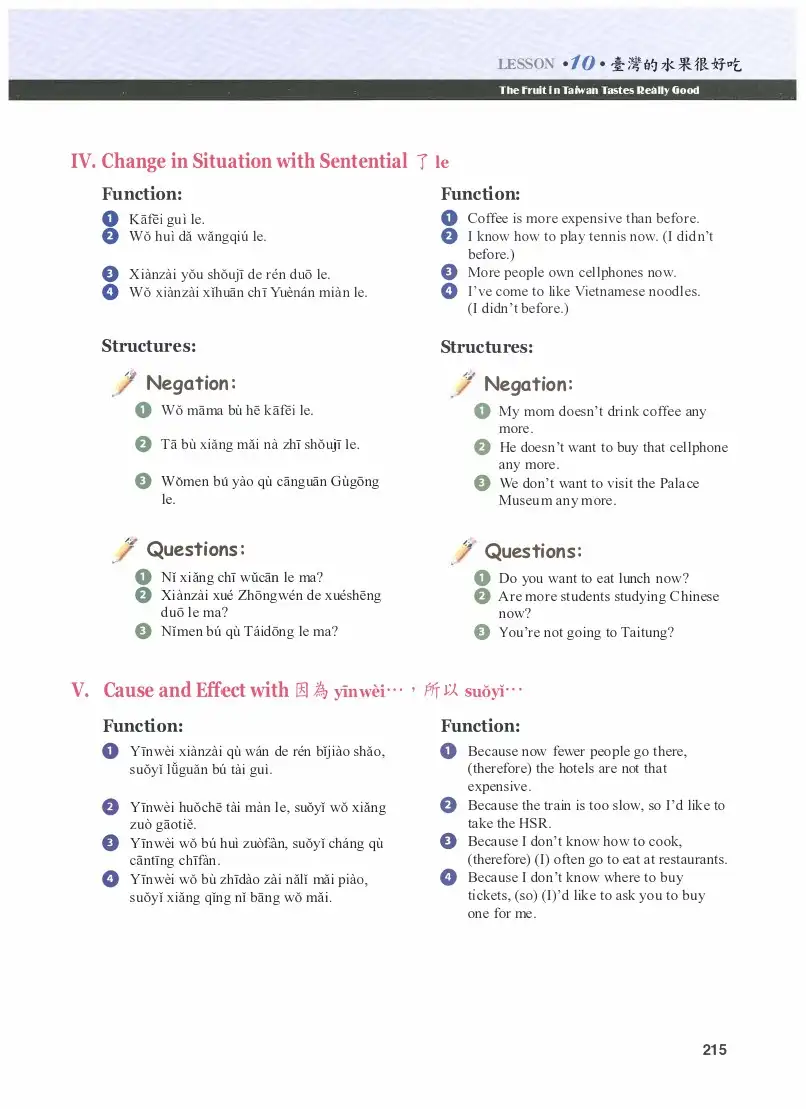 LESSON •10• 臺灣的水果很好吃
The Fruit in Taiwan Tastes Really Good
IV. Change in Situation with Sentential 了 le
Function:
1 Kāfēi guì le.
2 Wǒ huì dǎ wǎngqiú le.
3 Xiànzài yǒu shǒujī de rén duō le.
4 Wǒ xiànzài xǐhuān chī Yuènán miàn le.
Function:
1 Coffee is more expensive than before.
2 I know how to play tennis now. (I didn't
before.)
3 More people own cellphones now.
4 I've come to like Vietnamese noodles.
(I didn't before.)
Structures:
Negation:
1 Wǒ māma bù hē kāfēi le.
2 Tā bù xiǎng mǎi nà zhī shǒujī le.
3 Wǒmen bú yào qù cānguān Gùgōng
le.
Structures:
Negation:
1 My mom doesn't drink coffee any
more.
2 He doesn't want to buy that cellphone
any more.
3 We don't want to visit the Palace
Museum any more.
Questions:
1 Nǐ xiǎng chī wǔcān le ma?
2 Xiànzài xué Zhōngwén de xuéshēng
duō le ma?
3 Nǐmen bú qù Táidōng le ma?
Questions:
1 Do you want to eat lunch now?
2 Are more students studying Chinese
now?
3 You're not going to Taitung?
V. Cause and Effect with 因為 yīnwèi…，所以 suǒyǐ…
Function:
1 Yīnwèi xiànzài qù wán de rén bǐjiào shǎo,
suǒyǐ lǚguǎn bú tài gui.
2 Yīnwèi huǒchē tài màn le, suǒyǐ wǒ xiǎng
zuò gāotiě.
3 Yīnwèi wǒ bú huì zuòfàn, suǒyǐ cháng qù
cāntīng chīfàn.
4 Yīnwèi wǒ bù zhīdào zài nǎlǐ mǎi piào,
suǒyǐ xiǎng qǐng nǐ bāng wǒ mǎi.
Function:
1 Because now fewer people go there,
(therefore) the hotels are not that
expensive.
2 Because the train is too slow, so I'd like to
take the HSR.
3 Because I don't know how to cook,
(therefore) (I) often go to eat at restaurants.
4 Because I don't know where to buy
tickets, (so) (I)'d like to ask you to buy
one for me.
215